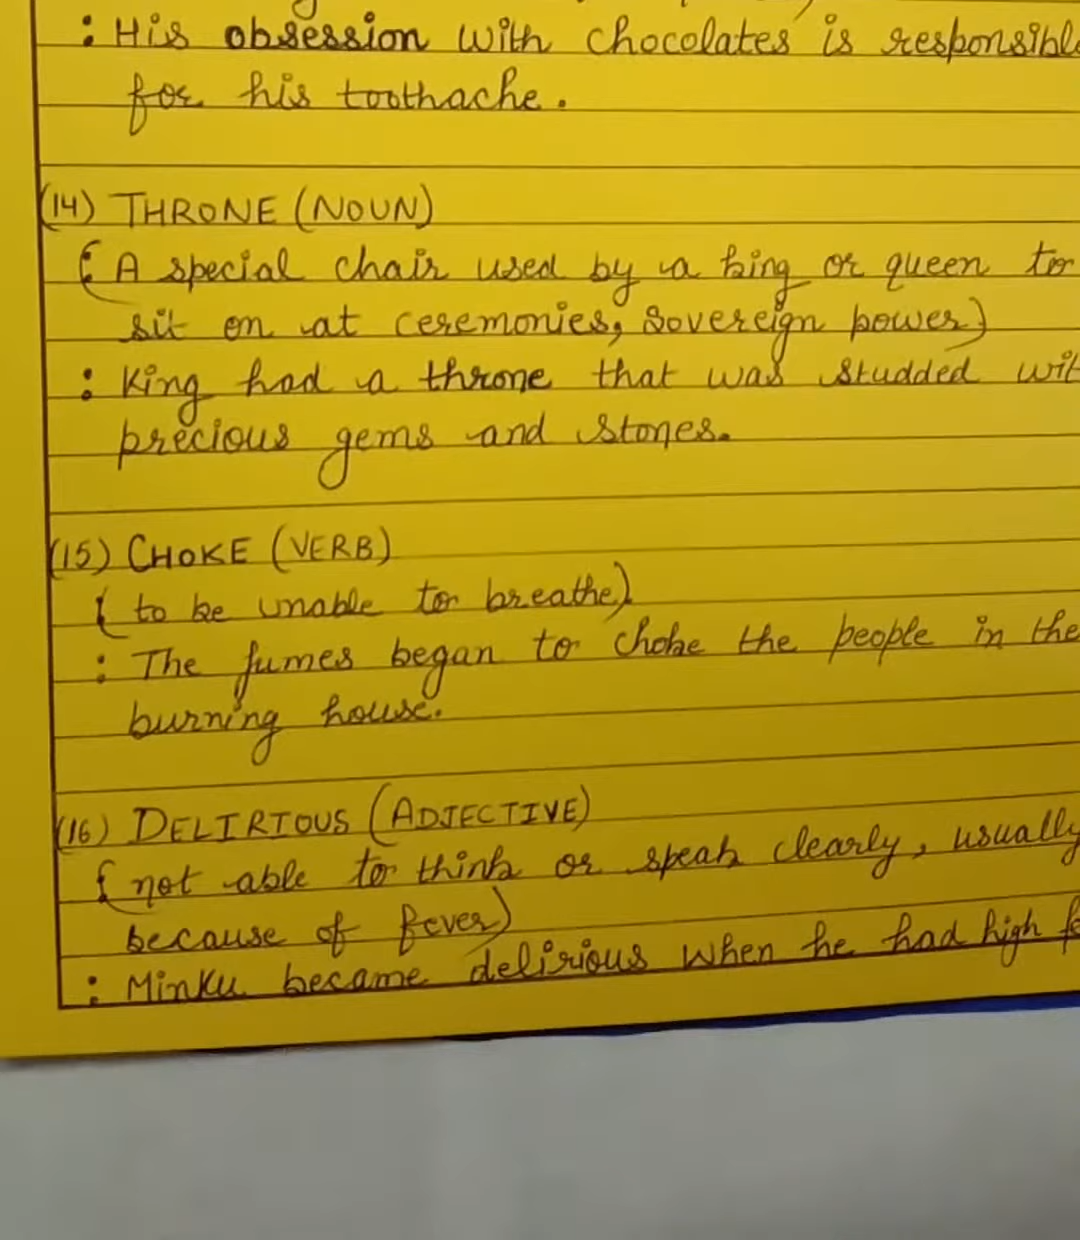 : His obsession with chocolates is responsible
for his toothache.
(14) THRONE (NOUN)
(A special chair used by a king or queen to
sit on at ceremonies, sovereign power)
: King had a throne that was studded wit
precious gems and stones.
(15) CHOKE (VERB)
( to be unable to breathe)
: The fumes began to choke the people in the
burning house.
(16) DELIRIOUS (ADJECTIVE)
( not able to think or speak clearly, usually
because of fever)
: Minku became delirious when he had high fe